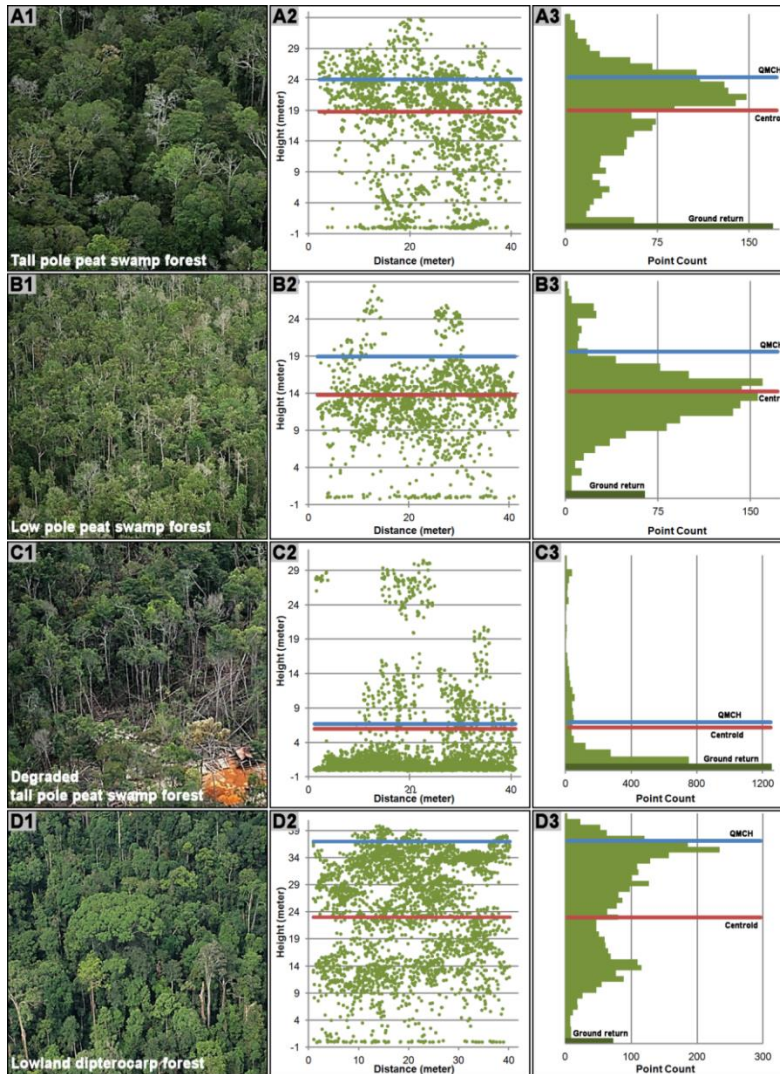 A1
Tall pole peat swamp forest
A2
Height (meter)
34
29
24
19
14
9
4
-1
0 20 40
Distance (meter)
A3
QMCH
Centroid
Ground return
0 75 150
Point Count
B1
Low pole peat swamp forest
B2
Height (meter)
29
24
19
14
9
4
-1
0 20 40
Distance (meter)
B3
QMCH
Centroid
Ground return
0 75 150
Point Count
C1
Degraded
tall pole peat swamp forest
C2
Height (meter)
29
24
19
14
9
4
-1
0 20 40
Distance (meter)
C3
QMCH
Centroid
Ground return
0 400 800 1200
Point Count
D1
Lowland dipterocarp forest
D2
Height (meter)
39
34
29
24
19
14
9
4
-1
0 10 20 30 40
Distance (meter)
D3
QMCH
Centroid
Ground return
0 100 200 300
Point Count